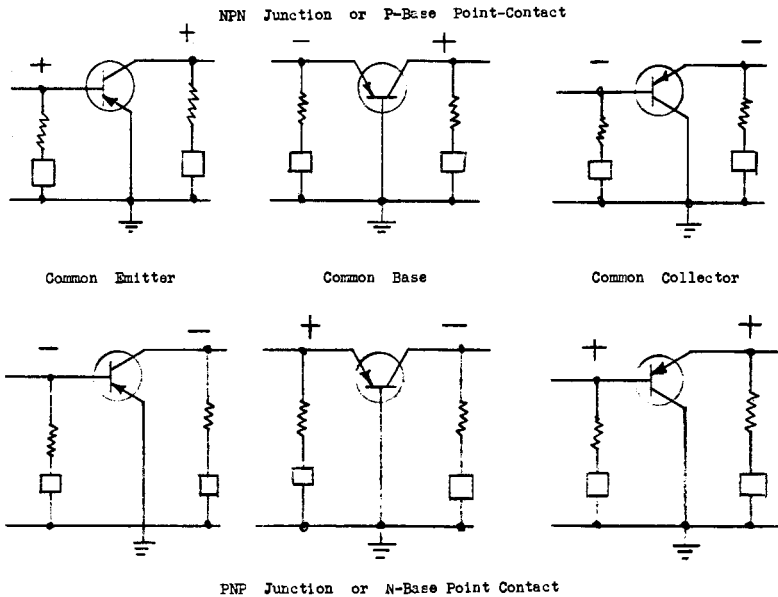 NPN Junction or P-Base Point-Contact
+ + - + - -
Common Emitter Common Base Common Collector
- - + - + +
PNP Junction or N-Base Point Contact